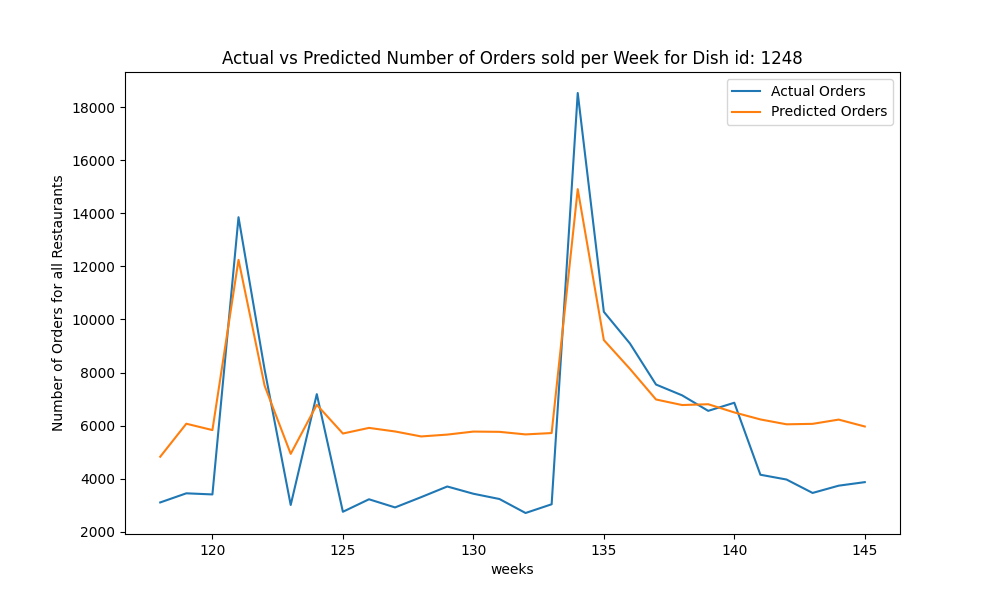 Actual vs Predicted Number of Orders sold per Week for Dish id: 1248
Actual Orders
Predicted Orders
Number of Orders for all Restaurants
18000
16000
14000
12000
10000
8000
6000
4000
2000
120 125 130 135 140 145
weeks